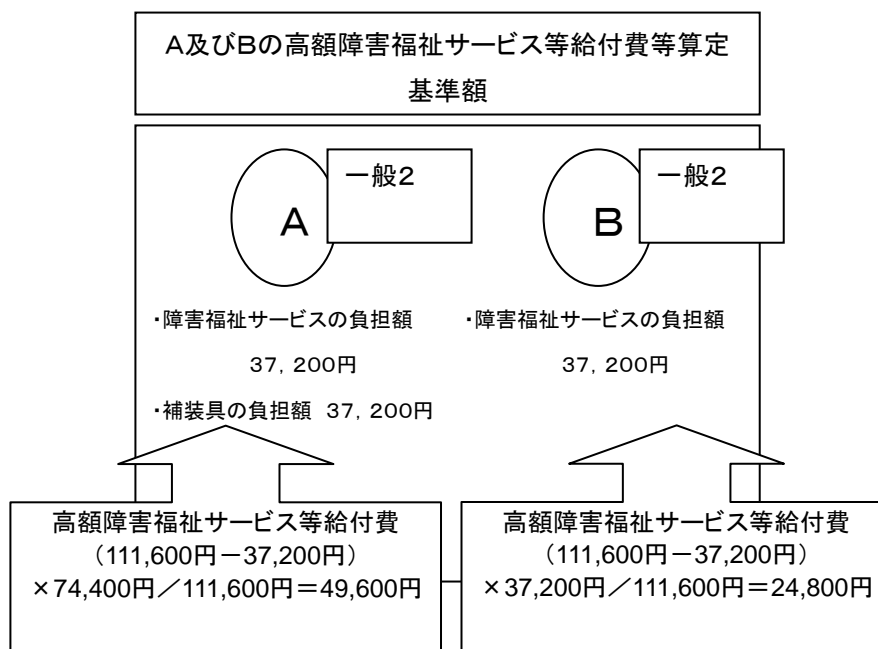 A及びBの高額障害福祉サービス等給付費等算定
基準額
一般2
A
一般2
B
・障害福祉サービスの負担額
37,200円
・補装具の負担額 37,200円
・障害福祉サービスの負担額
37,200円
高額障害福祉サービス等給付費
（111,600円－37,200円）
×74,400円／111,600円＝49,600円
高額障害福祉サービス等給付費
（111,600円－37,200円）
×37,200円／111,600円＝24,800円